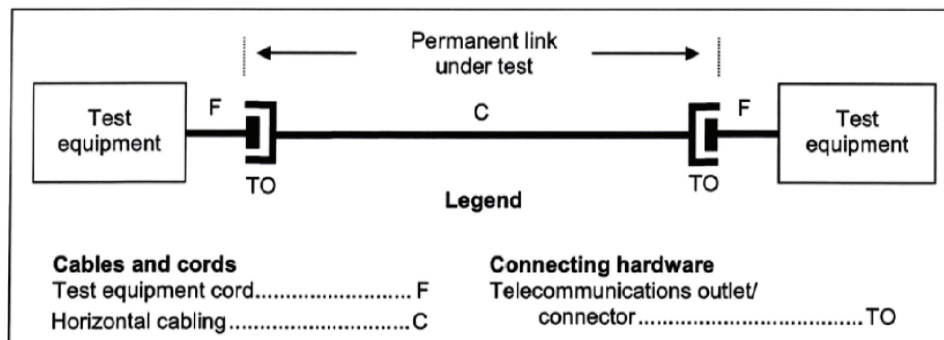 Permanent link
under test
F
C
F
Test
equipment
Test
equipment
TO
TO
Legend
Cables and cords
Test equipment cord.............................. F
Horizontal cabling..................................C
Connecting hardware
Telecommunications outlet/
connector.....................................TO